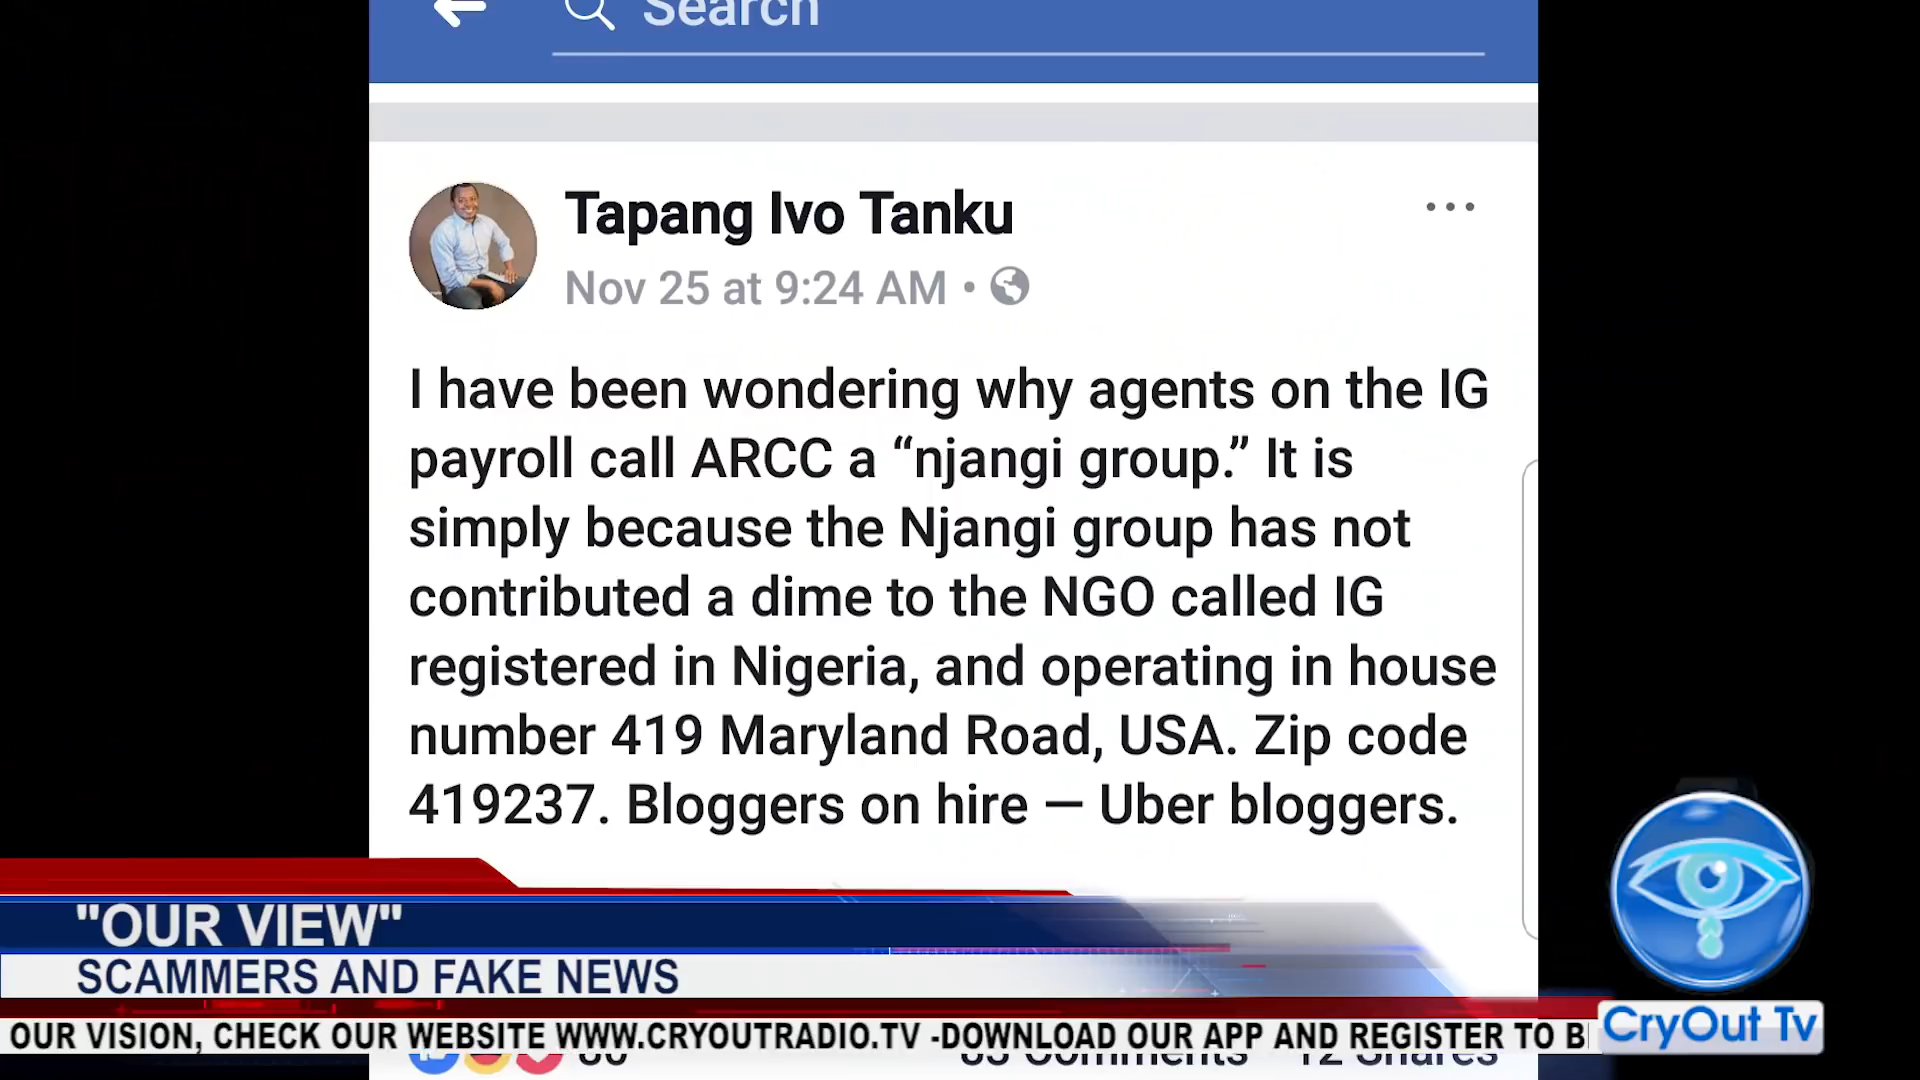 Search
Tapang Ivo Tanku
Nov 25 at 9:24 AM •
I have been wondering why agents on the IG
payroll call ARCC a “njangi group.” It is
simply because the Njangi group has not
contributed a dime to the NGO called IG
registered in Nigeria, and operating in house
number 419 Maryland Road, USA. Zip code
419237. Bloggers on hire — Uber bloggers.
"OUR VIEW"
SCAMMERS AND FAKE NEWS
OUR VISION, CHECK OUR WEBSITE WWW.CRYOUTRADIO.TV -DOWNLOAD OUR APP AND REGISTER TO B
CryOut Tv
Comments 12 Shares